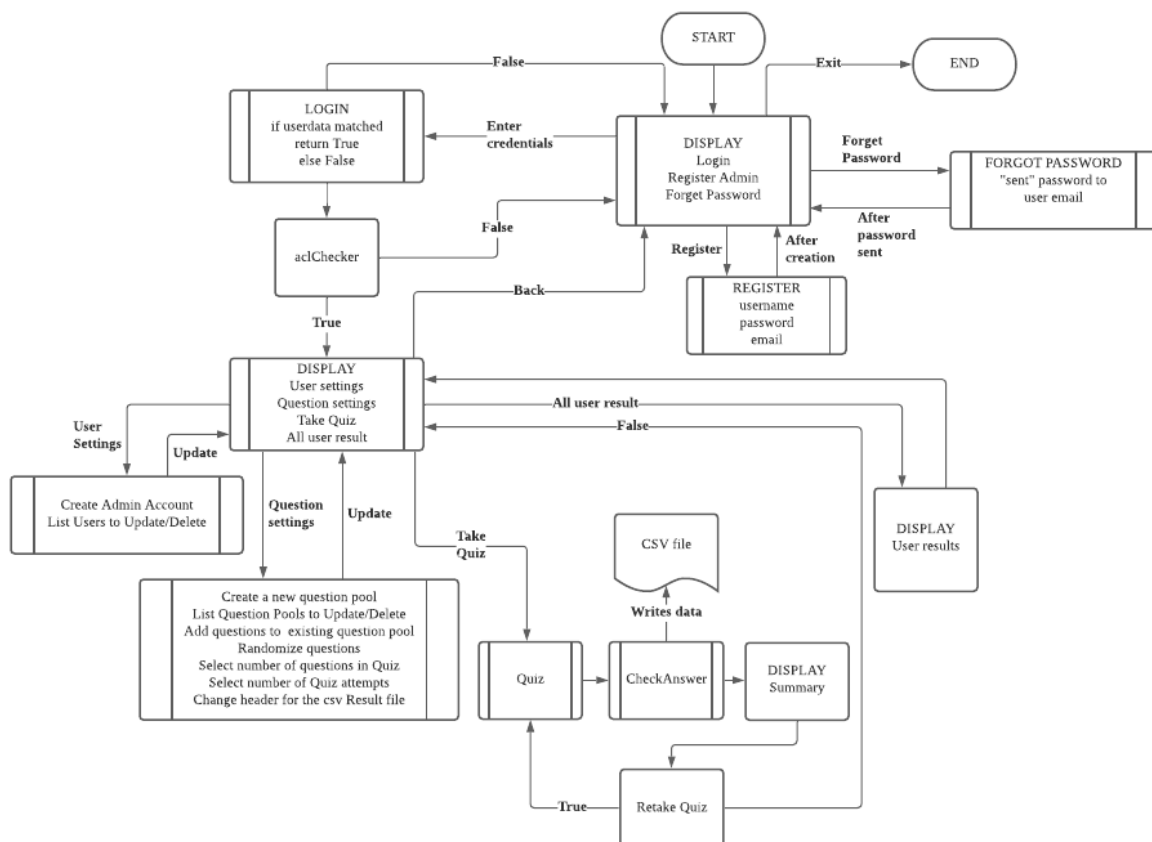 START
END
False
Exit
LOGIN
if userdata matched
return True
else False
Enter
credentials
DISPLAY
Login
Register Admin
Forget Password
Forget
Password
FORGOT PASSWORD
"sent" password to
user email
After
password
sent
aclChecker
False
Register
After
creation
REGISTER
username
password
email
Back
True
DISPLAY
User settings
Question settings
Take Quiz
All user result
All user result
False
User
Settings
Update
Create Admin Account
List Users to Update/Delete
Question
settings
Update
Take
Quiz
CSV file
DISPLAY
User results
Writes data
Create a new question pool
List Question Pools to Update/Delete
Add questions to existing question pool
Randomize questions
Select number of questions in Quiz
Select number of Quiz attempts
Change header for the csv Result file
Quiz
CheckAnswer
DISPLAY
Summary
True
Retake Quiz